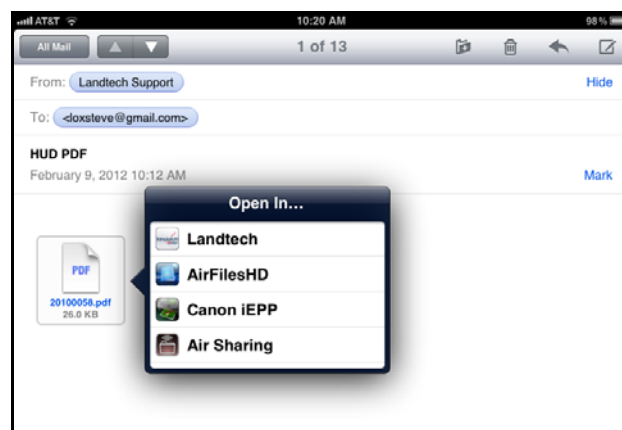 AT&T 10:20 AM 98%
All Mail 1 of 13
From: Landtech Support Hide
To: <loxsteve@gmail.com>
HUD PDF
February 9, 2012 10:12 AM Mark
Open In...
Landtech
AirFilesHD
Canon iEPP
Air Sharing
PDF
20100058.pdf
26.0 KB